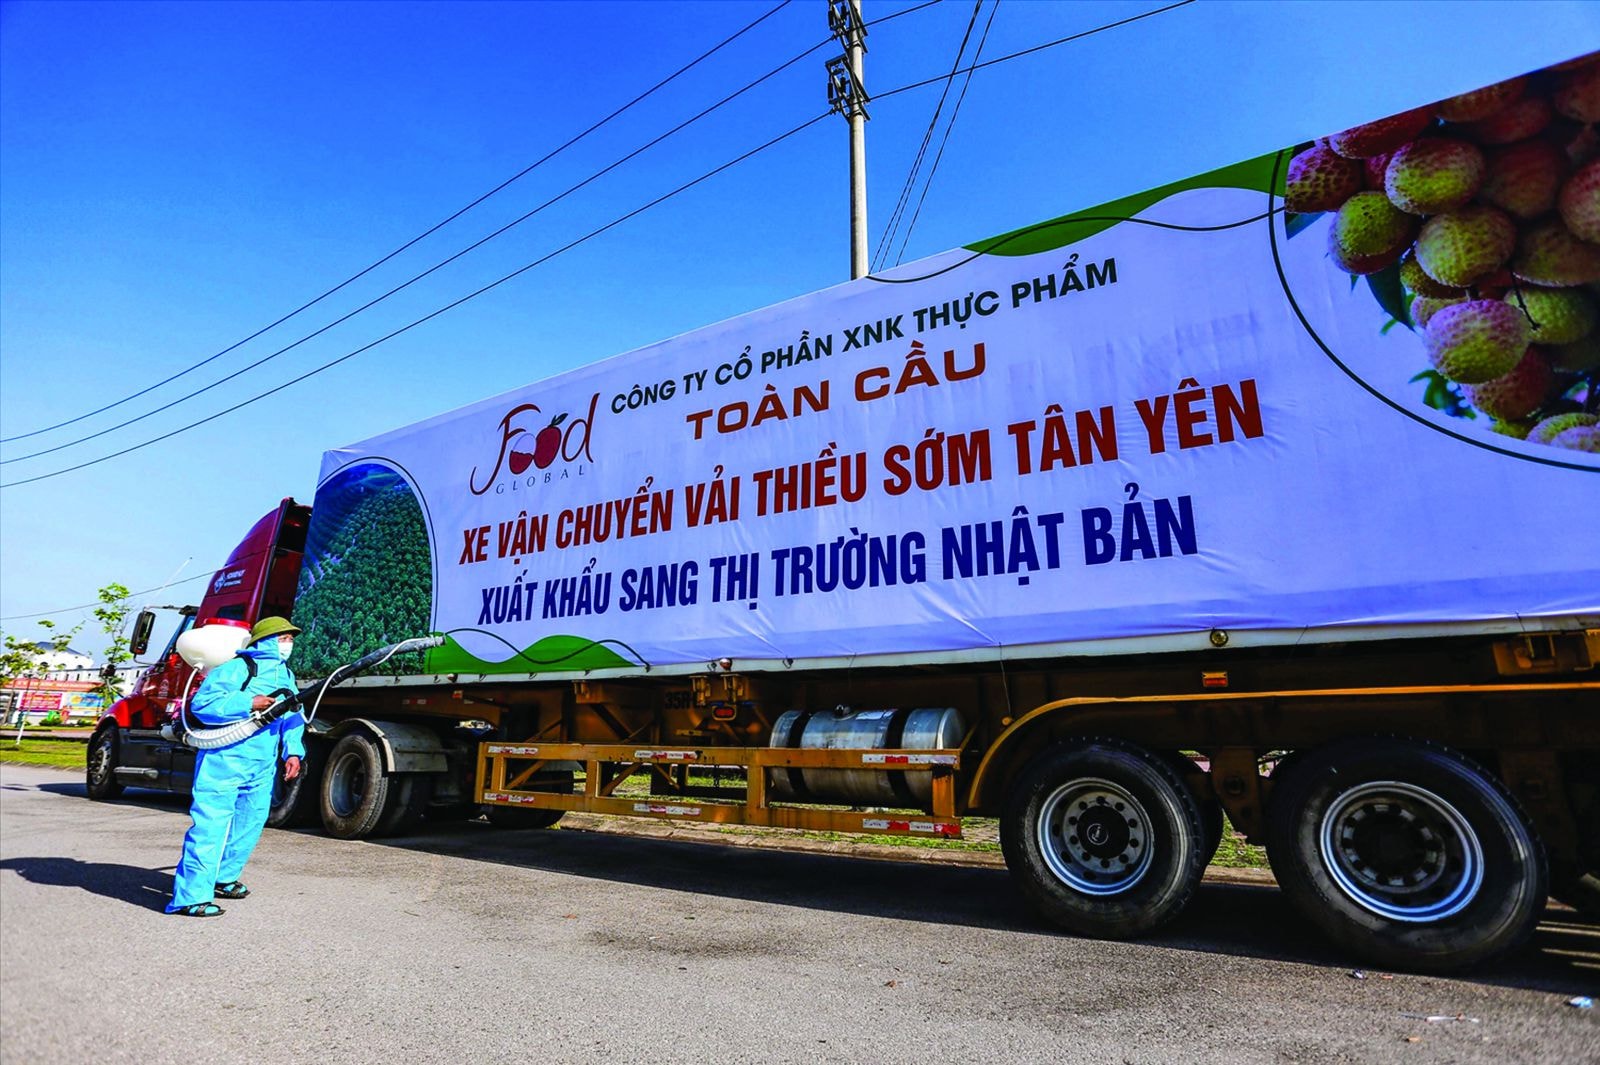 Food
GLOBAL
CÔNG TY CỔ PHẦN XNK THỰC PHẨM
TOÀN CẦU
XE VẬN CHUYỂN VẢI THIỀU SỚM TÂN YÊN
XUẤT KHẨU SANG THỊ TRƯỜNG NHẬT BẢN